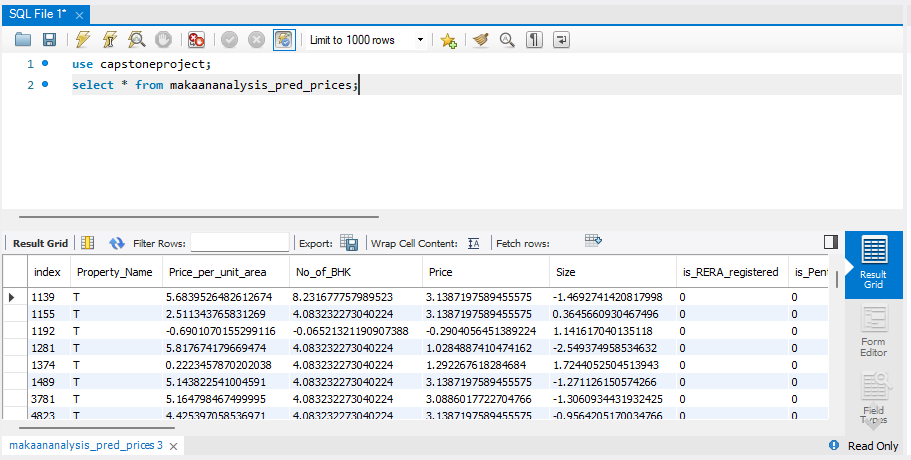 SQL File 1*
Limit to 1000 rows
1 use capstoneproject;
2 select * from makaananalysis_pred_prices;
Result Grid Filter Rows: Export: Wrap Cell Content: Fetch rows:
index Property_Name Price_per_unit_area No_of_BHK Price Size is_RERA_registered is_Pent
1139 T 5.6839526482612674 8.231677757989523 3.1387197589455575 -1.4692741420817998 0 0
1155 T 2.511343765831269 4.083232273040224 3.1387197589455575 0.3645660930467496 0 0
1192 T -0.6901070155299116 -0.06521321190907388 -0.2904056451389224 1.141617040135118 0 0
1281 T 5.817674179669474 4.083232273040224 1.0284887410474162 -2.549374958534632 0 0
1374 T 0.2223457870202038 4.083232273040224 1.292267618284684 1.7244052504513943 0 0
1489 T 5.143822541004591 4.083232273040224 3.1387197589455575 -1.271126150574266 0 0
3781 T 5.164798467499995 4.083232273040224 3.0886017722704766 -1.3060934431932425 0 0
4823 T 4.425397058536971 4.083232273040224 3.1387197589455575 -0.9564205170034766 0 0
Result
Grid
Form
Editor
Field
Types
makaananalysis_pred_prices 3
Read Only